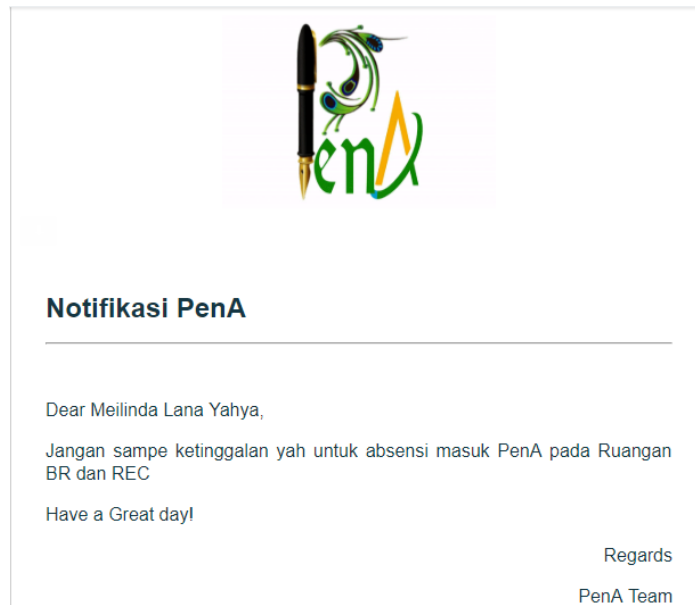 PenA
Notifikasi PenA
Dear Meilinda Lana Yahya,
Jangan sampe ketinggalan yah untuk absensi masuk PenA pada Ruangan
BR dan REC
Have a Great day!
Regards
PenA Team